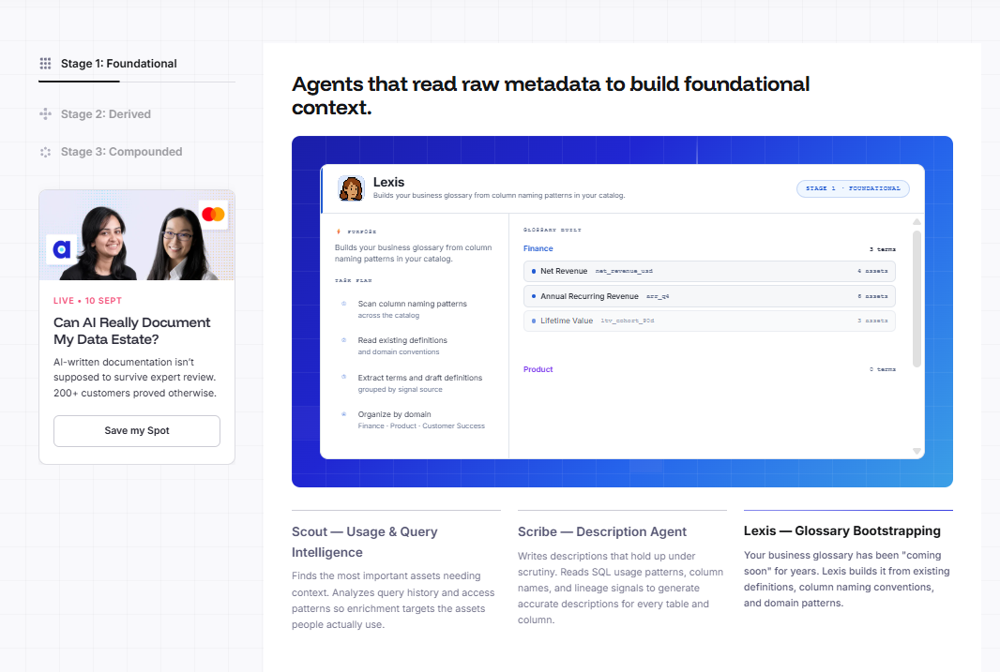 Stage 1: Foundational
Stage 2: Derived
Stage 3: Compounded
LIVE • 10 SEPT
Can AI Really Document
My Data Estate?
AI-written documentation isn't
supposed to survive expert review.
200+ customers proved otherwise.
Save my Spot
Agents that read raw metadata to build foundational
context.
Lexis
Builds your business glossary from column naming patterns in your catalog.
STAGE 1 · FOUNDATIONAL
PURPOSE
Builds your business glossary from column
naming patterns in your catalog.
TASK PLAN
Scan column naming patterns
across the catalog
Read existing definitions
and domain conventions
Extract terms and draft definitions
grouped by signal source
Organize by domain
Finance · Product · Customer Success
GLOSSARY BUILT
Finance 3 terms
Net Revenue net_revenue_usd 4 assets
Annual Recurring Revenue arr_q4 6 assets
Lifetime Value ltv_cohort_90d 3 assets
Product 0 terms
Scout — Usage & Query
Intelligence
Finds the most important assets needing
context. Analyzes query history and access
patterns so enrichment targets the assets
people actually use.
Scribe — Description Agent
Writes descriptions that hold up under
scrutiny. Reads SQL usage patterns, column
names, and lineage signals to generate
accurate descriptions for every table and
column.
Lexis — Glossary Bootstrapping
Your business glossary has been "coming
soon" for years. Lexis builds it from existing
definitions, column naming conventions,
and domain patterns.